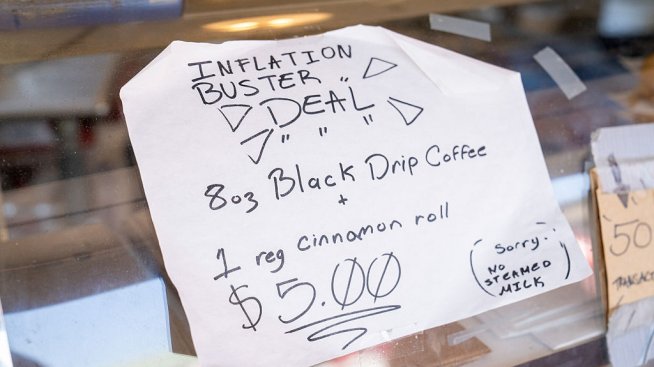 INFLATION
BUSTER
DEAL
8oz Black Drip Coffee
+
1 reg cinnamon roll
$5.00
(Sorry:
NO
STEAMED
MILK)
50